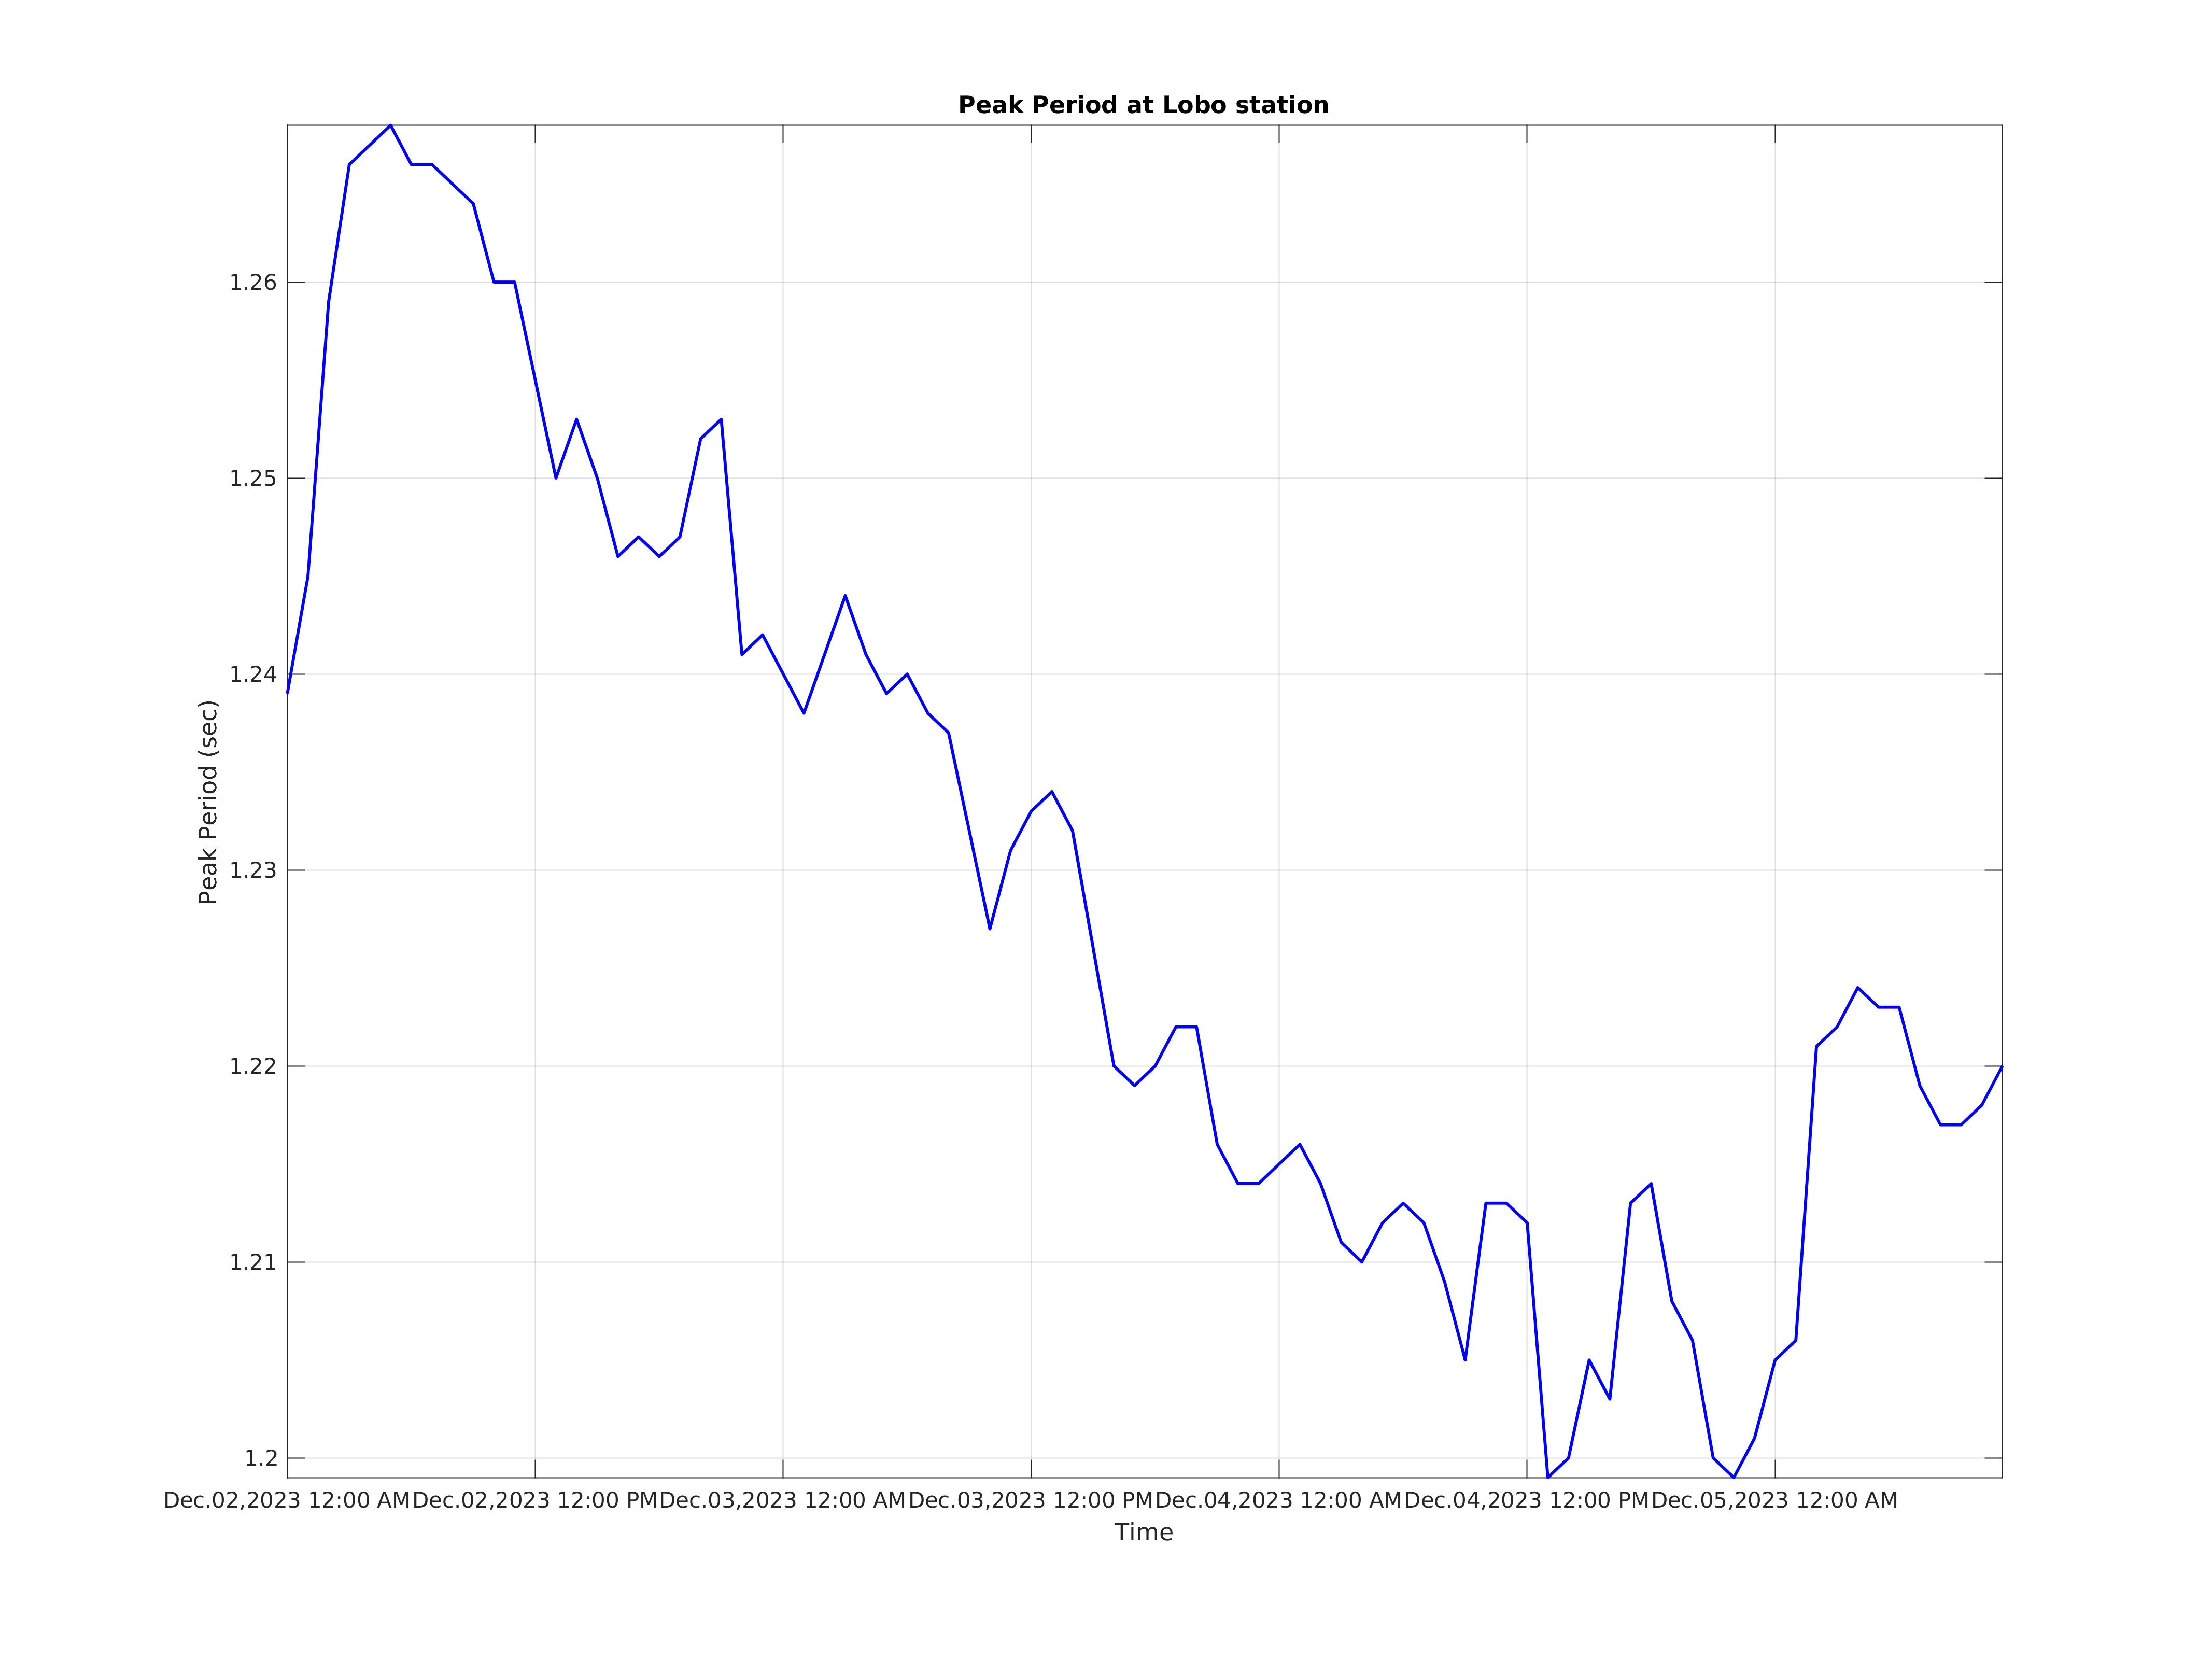 Peak Period at Lobo station
1.26
1.25
1.24
1.23
1.22
1.21
1.2
Peak Period (sec)
Dec.02,2023 12:00 AM Dec.02,2023 12:00 PM Dec.03,2023 12:00 AM Dec.03,2023 12:00 PM Dec.04,2023 12:00 AM Dec.04,2023 12:00 PM Dec.05,2023 12:00 AM
Time